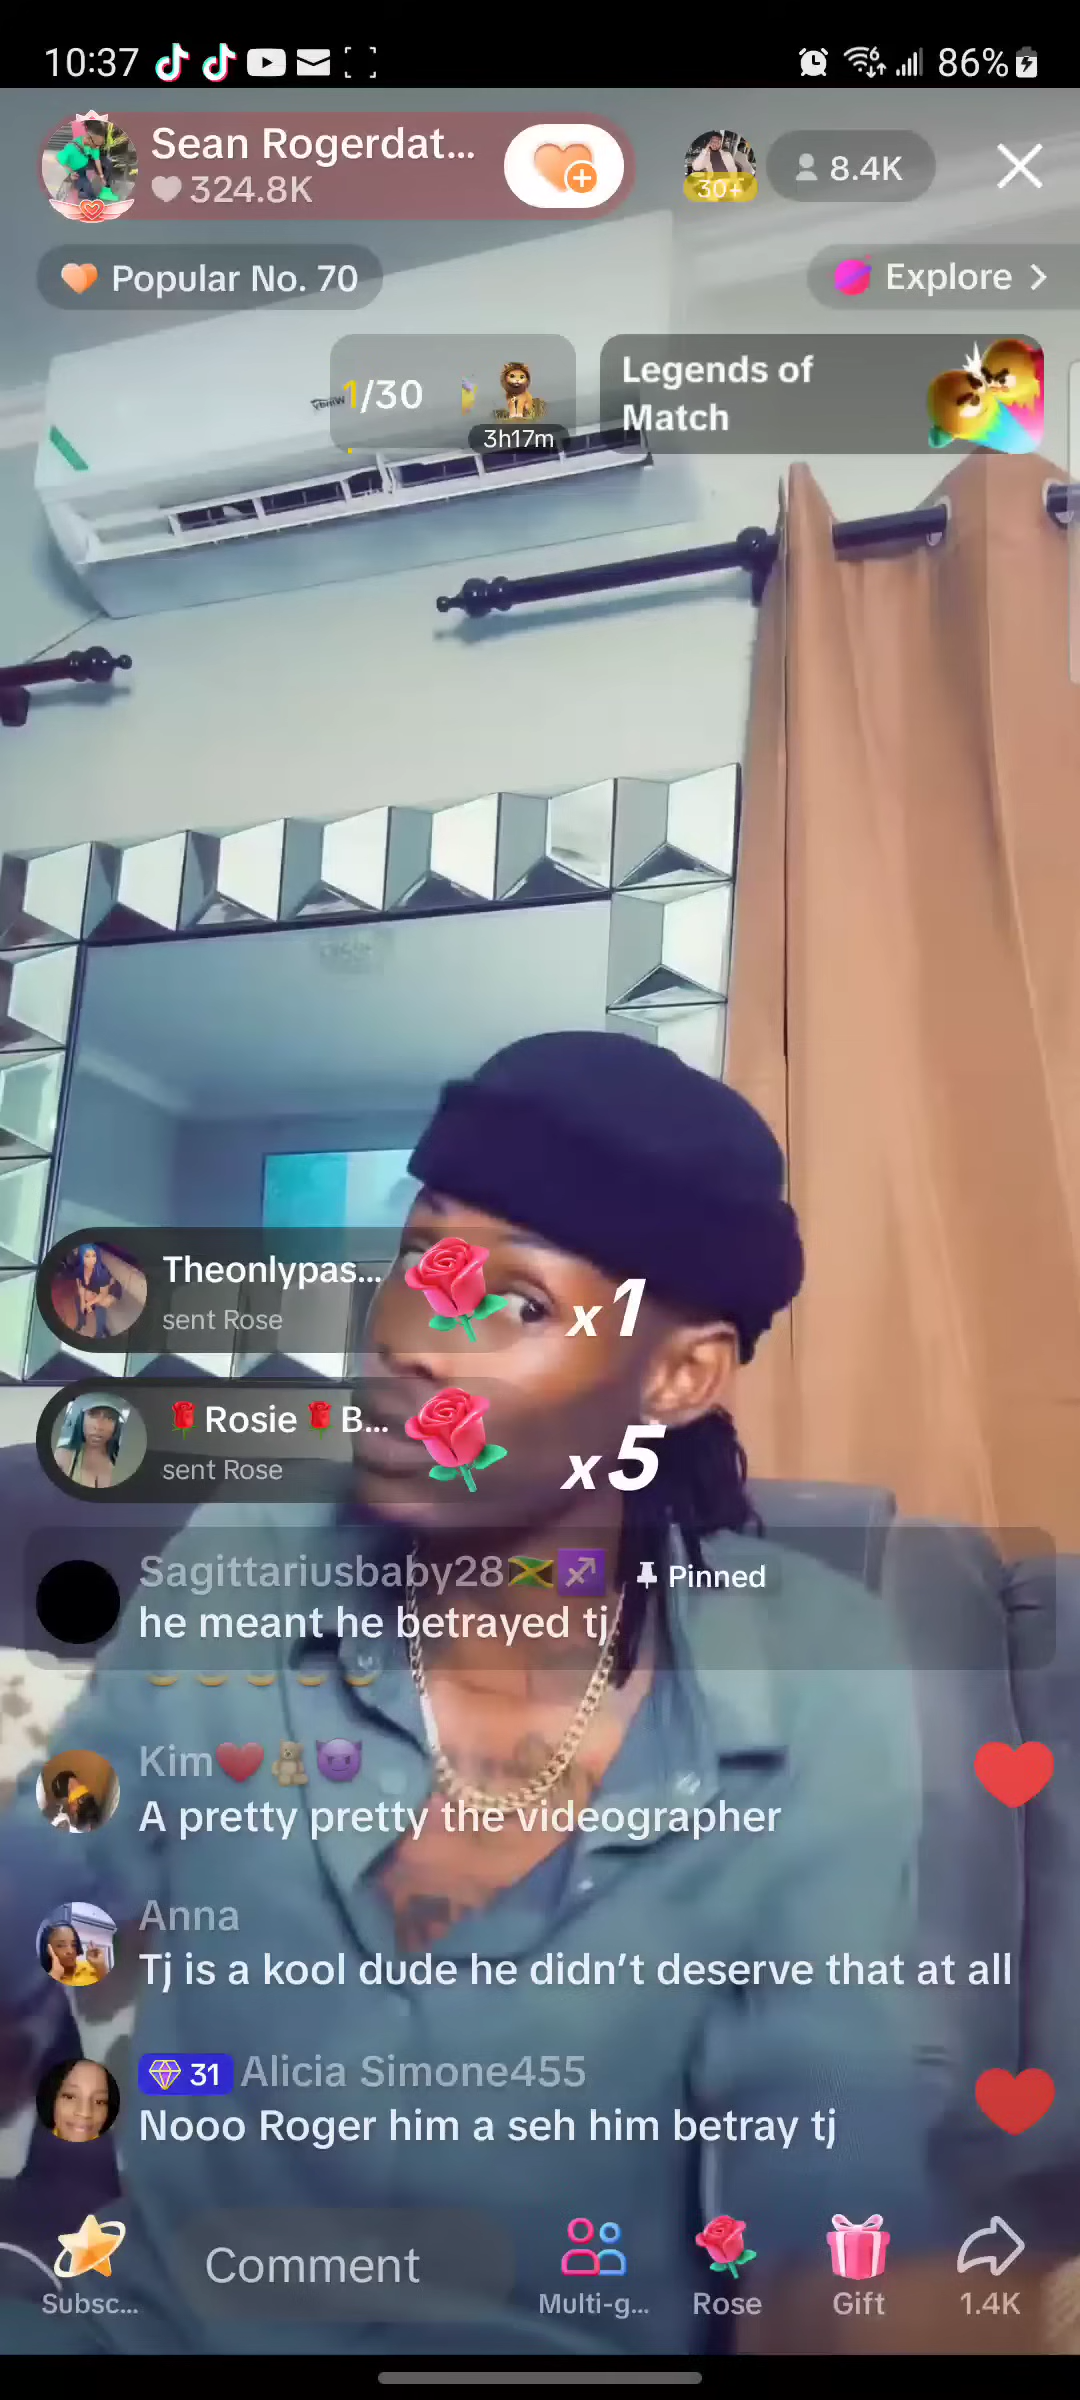 10:37
86%
Sean Rogerdat...
324.8K
30+
8.4K
Popular No. 70
Explore
1/30
3h17m
Legends of
Match
Theonlypas...
sent Rose
x1
Rosie B...
sent Rose
x5
Sagittariusbaby28
Pinned
he meant he betrayed tj
Kim
A pretty pretty the videographer
Anna
Tj is a kool dude he didn't deserve that at all
31 Alicia Simone455
Nooo Roger him a seh him betray tj
Subsc...
Comment
Multi-g...
Rose
Gift
1.4K